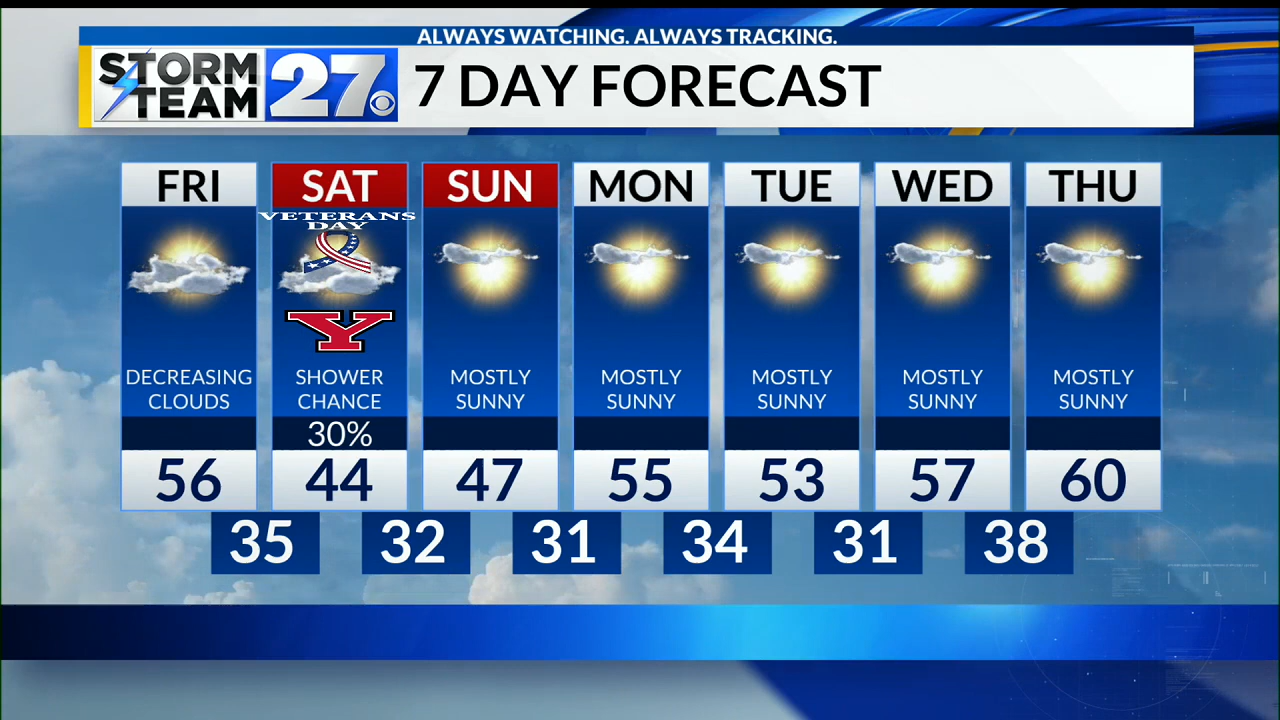 ALWAYS WATCHING. ALWAYS TRACKING.
STORM
TEAM
27
7 DAY FORECAST
FRI
SAT
SUN
MON
TUE
WED
THU
VETERANS
DAY
Y
DECREASING
CLOUDS
SHOWER
CHANCE
MOSTLY
SUNNY
MOSTLY
SUNNY
MOSTLY
SUNNY
MOSTLY
SUNNY
MOSTLY
SUNNY
30%
56
44
47
55
53
57
60
35
32
31
34
31
38